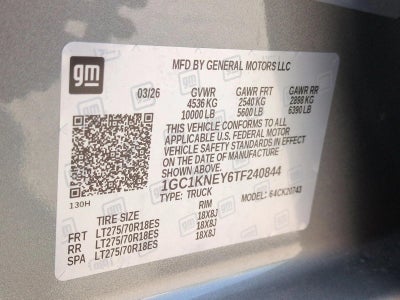 gm
MFD BY GENERAL MOTORS LLC
03/26 GVWR GAWR FRT GAWR RR
4536 KG 2540 KG 2898 KG
10000 LB 5600 LB 6390 LB
THIS VEHICLE CONFORMS TO ALL
APPLICABLE U.S. FEDERAL MOTOR
VEHICLE SAFETY STANDARDS IN EFFECT
ON THE DATE OF MANUFACTURE
SHOWN ABOVE.
1GC1KNEY6TF240844
130H TYPE: TRUCK MODEL: 64CK20743
TIRE SIZE RIM
FRT LT275/70R18ES 18X8J
RR LT275/70R18ES 18X8J
SPA LT275/70R18ES 18X8J